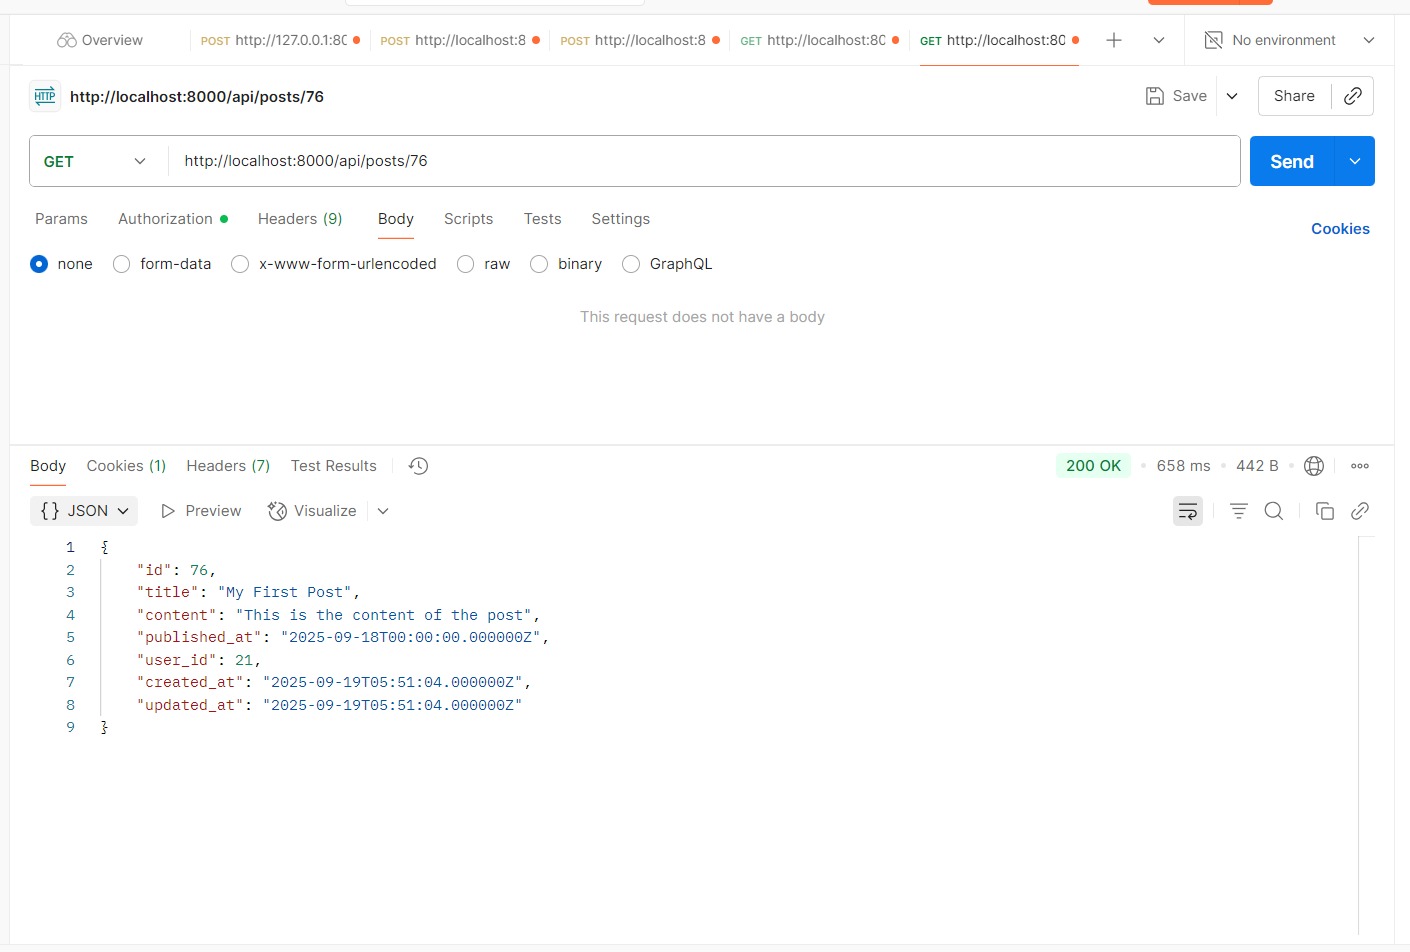 Overview POST http://127.0.0.1:80 POST http://localhost:8 POST http://localhost:8 GET http://localhost:80 GET http://localhost:80 No environment
HTTP http://localhost:8000/api/posts/76 Save Share
GET http://localhost:8000/api/posts/76 Send
Params Authorization Headers (9) Body Scripts Tests Settings Cookies
none form-data x-www-form-urlencoded raw binary GraphQL
This request does not have a body
Body Cookies (1) Headers (7) Test Results 200 OK 658 ms 442 B
{} JSON Preview Visualize
1 {
2 "id": 76,
3 "title": "My First Post",
4 "content": "This is the content of the post",
5 "published_at": "2025-09-18T00:00:00.000000Z",
6 "user_id": 21,
7 "created_at": "2025-09-19T05:51:04.000000Z",
8 "updated_at": "2025-09-19T05:51:04.000000Z"
9 }